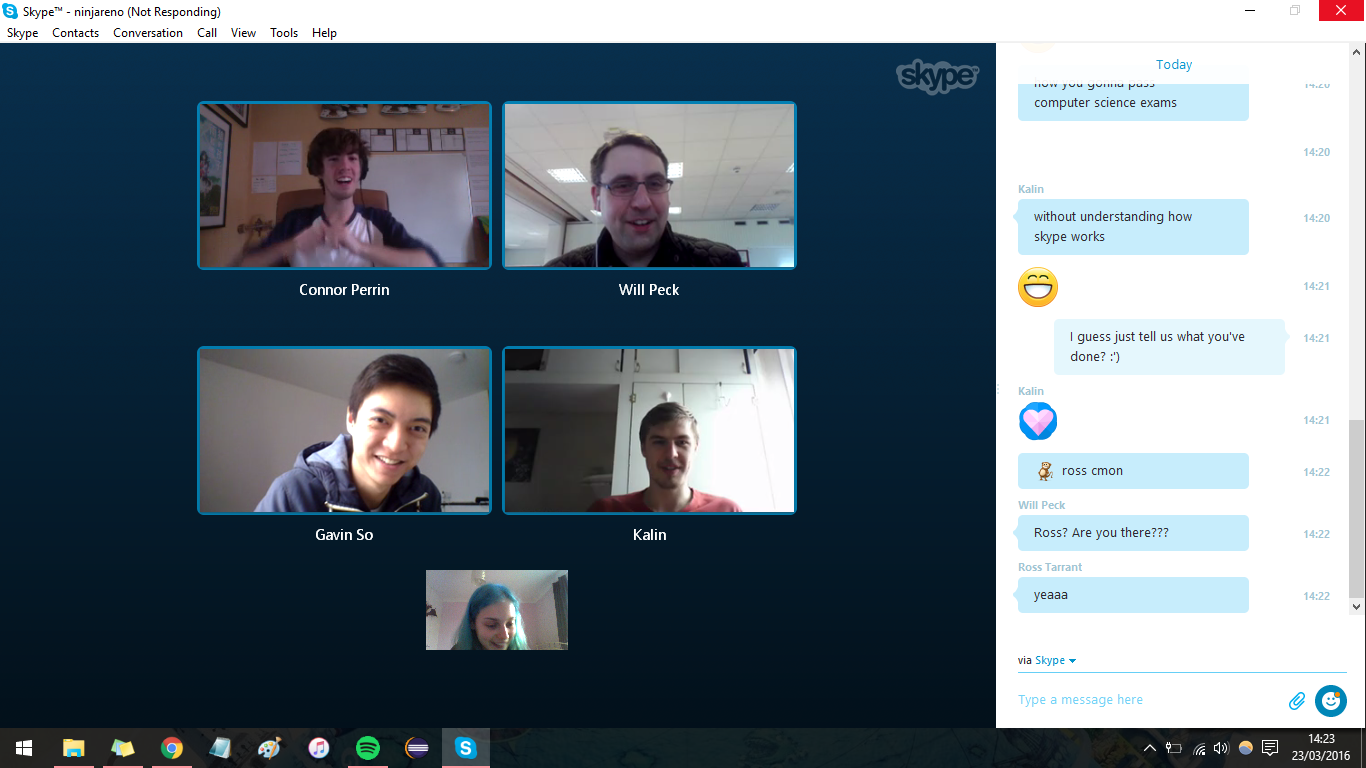 Skype™ - ninjareno (Not Responding)
Skype Contacts Conversation Call View Tools Help
skype™
Connor Perrin
Will Peck
Gavin So
Kalin
Today
how you gonna pass
14:20
computer science exams
14:20
Kalin
without understanding how
skype works
14:20
14:21
I guess just tell us what you've
done? :')
14:21
Kalin
14:21
ross cmon
14:22
Will Peck
Ross? Are you there???
14:22
Ross Tarrant
yeaaa
14:22
via Skype
Type a message here
14:23
23/03/2016